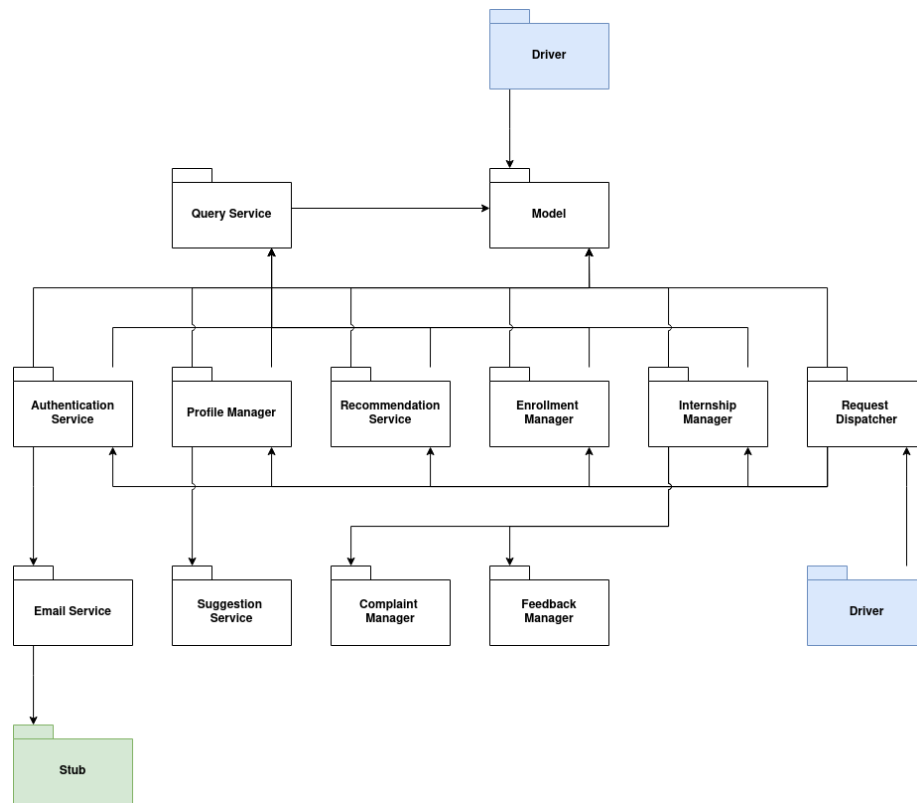 Driver
Query Service
Model
Authentication
Service
Profile Manager
Recommendation
Service
Enrollment
Manager
Internship
Manager
Request
Dispatcher
Email Service
Suggestion
Service
Complaint
Manager
Feedback
Manager
Driver
Stub